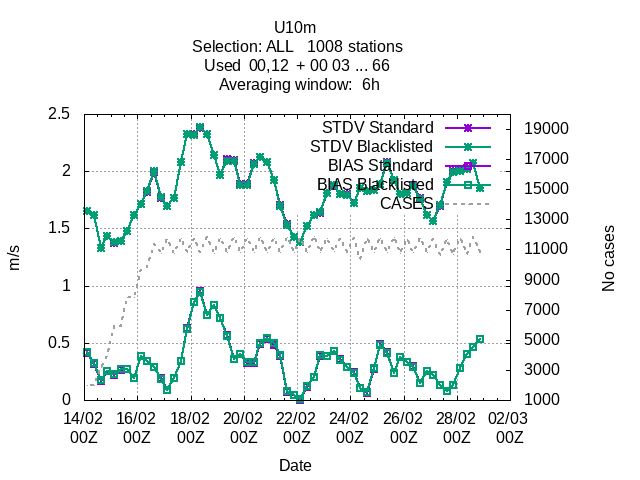 U10m
Selection: ALL   1008 stations
Used  00,12  + 00 03 ... 66
Averaging window:  6h
STDV Standard
STDV Blacklisted
BIAS Standard
BIAS Blacklisted
CASES
2.5
2
1.5
1
0.5
0
m/s
19000
17000
15000
13000
11000
9000
7000
5000
3000
1000
No cases
14/02 16/02 18/02 20/02 22/02 24/02 26/02 28/02 02/03
00Z 00Z 00Z 00Z 00Z 00Z 00Z 00Z 00Z
Date